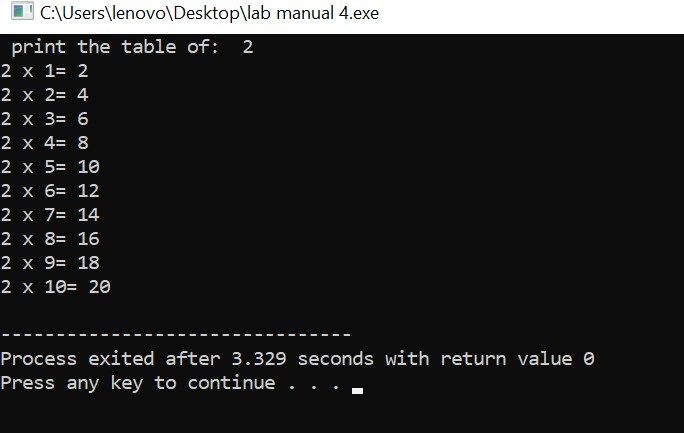 C:\Users\lenovo\Desktop\lab manual 4.exe
print the table of:  2
2 x 1= 2
2 x 2= 4
2 x 3= 6
2 x 4= 8
2 x 5= 10
2 x 6= 12
2 x 7= 14
2 x 8= 16
2 x 9= 18
2 x 10= 20
--------------------------------
Process exited after 3.329 seconds with return value 0
Press any key to continue . . .